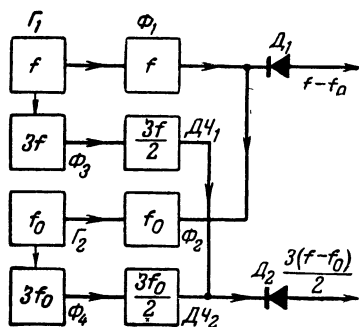 Г₁ Ф₁
f f Д₁
f–f₀
3f 3f/2 ДЧ₁
Ф₃
f₀ f₀
Г₂ Ф₂
Д₂ 3(f–f₀)/2
3f₀ 3f₀/2
Ф₄ ДЧ₂